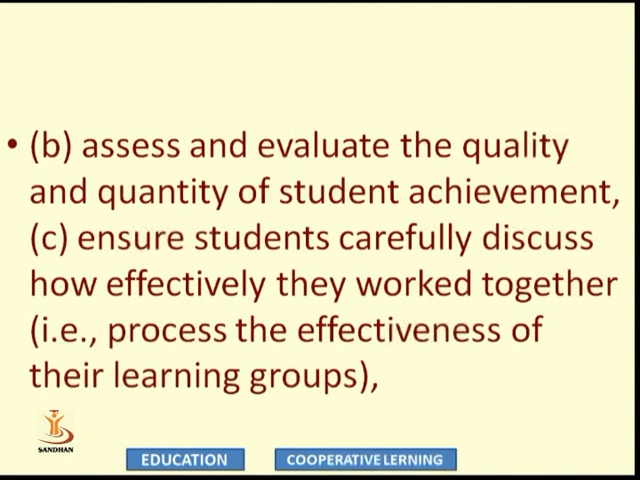 • (b) assess and evaluate the quality
and quantity of student achievement,
(c) ensure students carefully discuss
how effectively they worked together
(i.e., process the effectiveness of
their learning groups),
SANDHAN
EDUCATION
COOPERATIVE LERNING